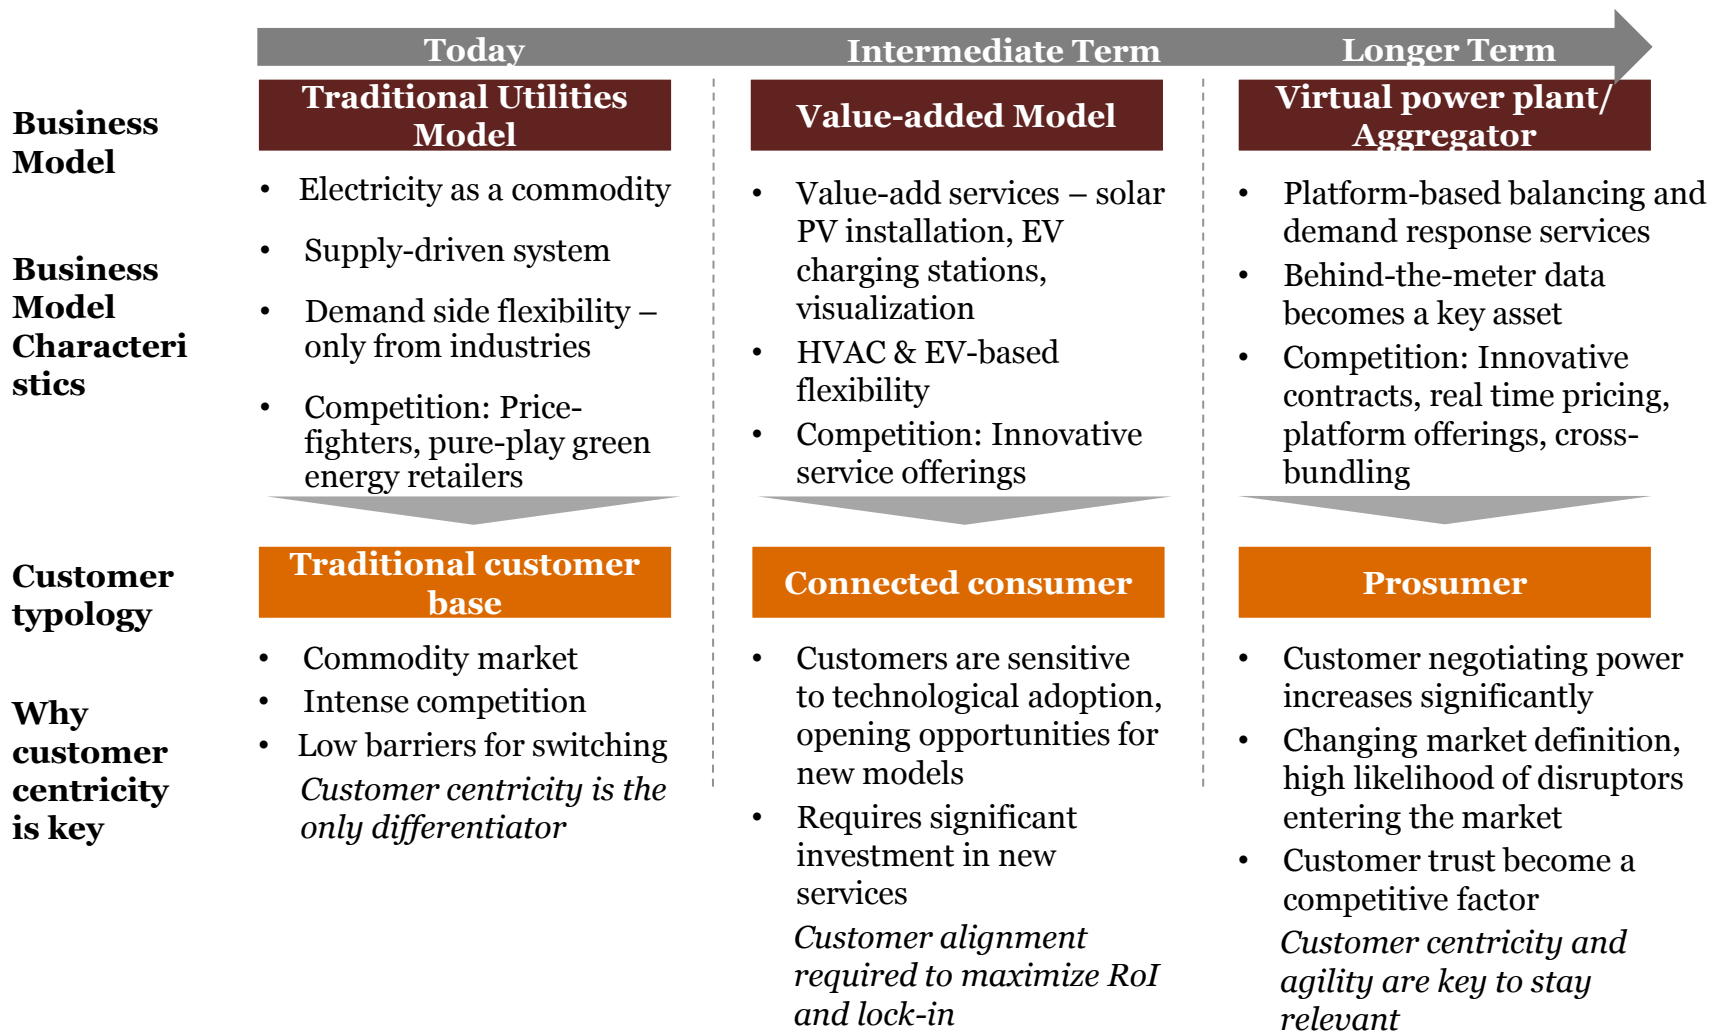 Today
Intermediate Term
Longer Term
Business
Model
Traditional Utilities
Model
Value-added Model
Virtual power plant/
Aggregator
Business
Model
Characteri
stics
• Electricity as a commodity
• Supply-driven system
• Demand side flexibility –
only from industries
• Competition: Price-
fighters, pure-play green
energy retailers
• Value-add services – solar
PV installation, EV
charging stations,
visualization
• HVAC & EV-based
flexibility
• Competition: Innovative
service offerings
• Platform-based balancing and
demand response services
• Behind-the-meter data
becomes a key asset
• Competition: Innovative
contracts, real time pricing,
platform offerings, cross-
bundling
Customer
typology
Traditional customer
base
Connected consumer
Prosumer
Why
customer
centricity
is key
• Commodity market
• Intense competition
• Low barriers for switching
Customer centricity is the
only differentiator
• Customers are sensitive
to technological adoption,
opening opportunities for
new models
• Requires significant
investment in new
services
Customer alignment
required to maximize RoI
and lock-in
• Customer negotiating power
increases significantly
• Changing market definition,
high likelihood of disruptors
entering the market
• Customer trust become a
competitive factor
Customer centricity and
agility are key to stay
relevant